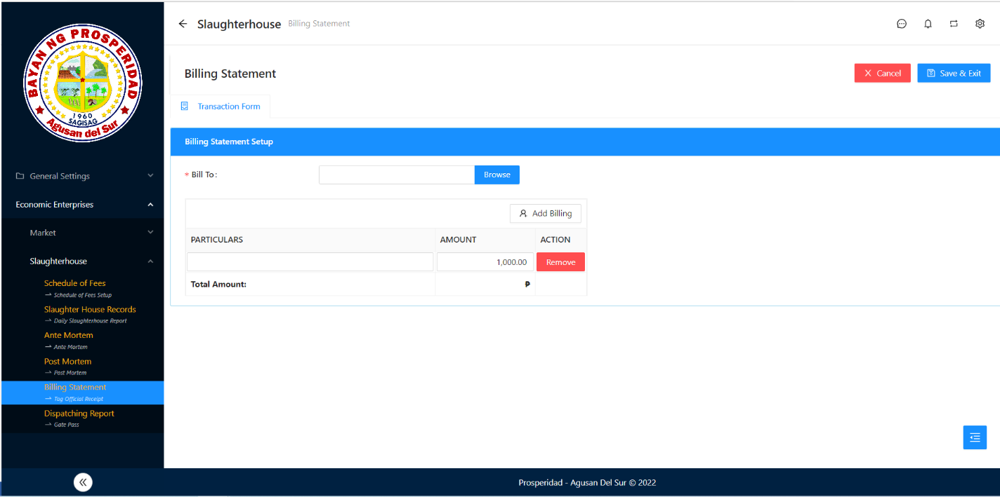 BAYAN NG PROSPERIDAD
1960
SAGISAG
Agusan del Sur
General Settings
Economic Enterprises
Market
Slaughterhouse
Schedule of Fees
Schedule of Fees Setup
Slaughter House Records
Daily Slaughterhouse Report
Ante Mortem
Ante Mortem
Post Mortem
Post Mortem
Billing Statement
Tag Official Receipt
Dispatching Report
Gate Pass
Slaughterhouse Billing Statement
Billing Statement
Cancel
Save & Exit
Transaction Form
Billing Statement Setup
* Bill To:
Browse
Add Billing
PARTICULARS AMOUNT ACTION
1,000.00 Remove
Total Amount: ₱
Prosperidad - Agusan Del Sur © 2022